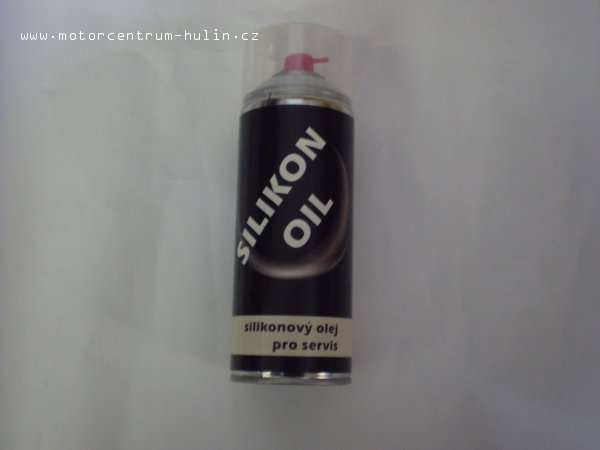 www.motorcentrum-hulin.cz
SILIKON
OIL
silikonový olej
pro servis